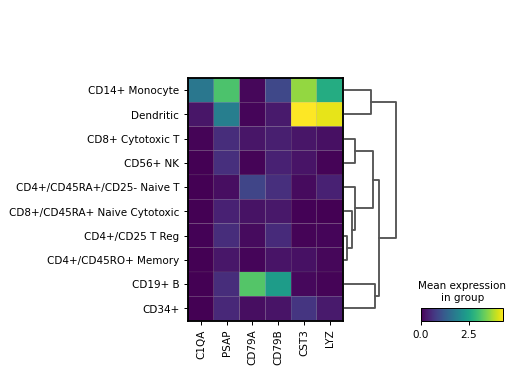 CD14+ Monocyte
Dendritic
CD8+ Cytotoxic T
CD56+ NK
CD4+/CD45RA+/CD25- Naive T
CD8+/CD45RA+ Naive Cytotoxic
CD4+/CD25 T Reg
CD4+/CD45RO+ Memory
CD19+ B
CD34+
C1QA
PSAP
CD79A
CD79B
CST3
LYZ
Mean expression
in group
0.0
2.5